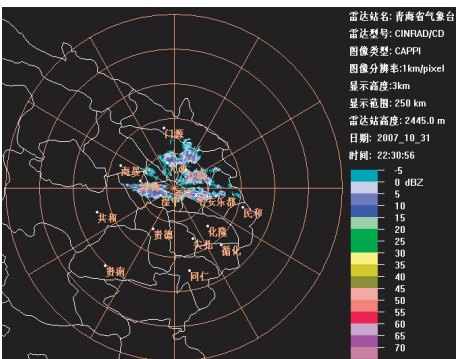 雷达站名: 青海省气象台
雷达型号: CINRAD/CD
图像类型: CAPPI
图像分辨率:1km/pixel
显示高度:3km
显示范围: 250 km
雷达站高度: 2445.0 m
日期: 2007_10_31
时间: 22:30:56
-5
0 dBZ
5
10
15
20
25
30
35
40
45
50
55
60
65
70
门源
海晏
乐都
民和
共和
贵德
化隆
循化
贵南
同仁